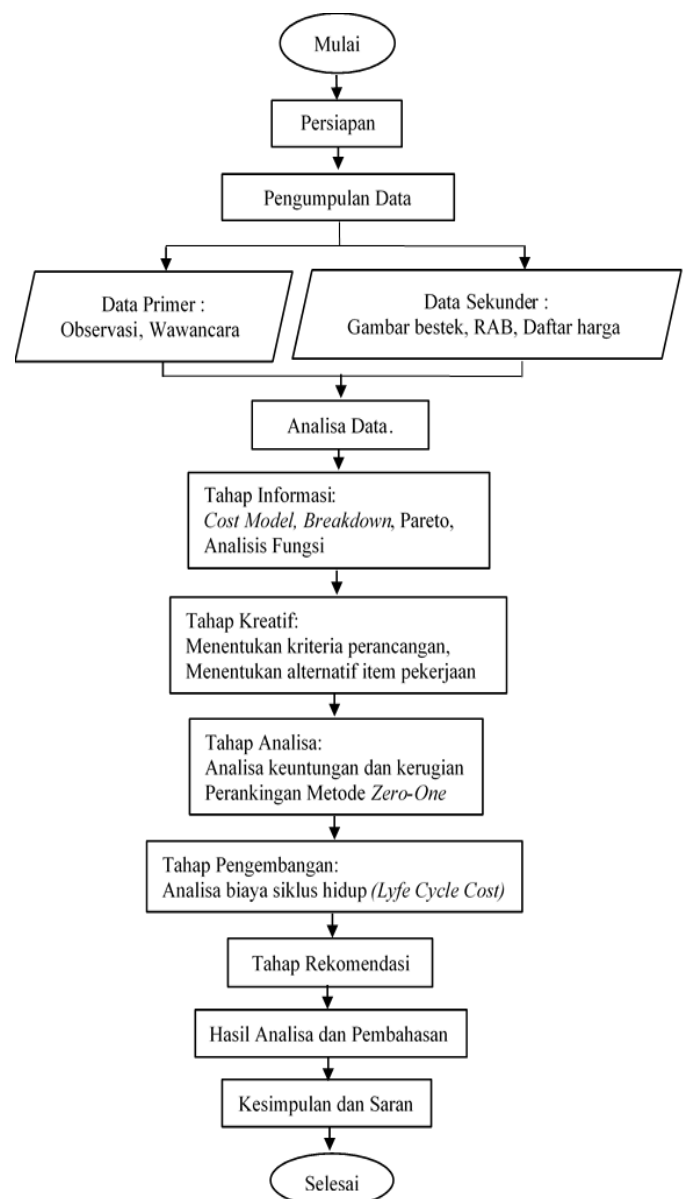 Mulai
Persiapan
Pengumpulan Data
Data Primer :
Observasi, Wawancara
Data Sekunder :
Gambar bestek, RAB, Daftar harga
Analisa Data.
Tahap Informasi:
Cost Model, Breakdown, Pareto,
Analisis Fungsi
Tahap Kreatif:
Menentukan kriteria perancangan,
Menentukan alternatif item pekerjaan
Tahap Analisa:
Analisa keuntungan dan kerugian
Perankingan Metode Zero-One
Tahap Pengembangan:
Analisa biaya siklus hidup (Lyfe Cycle Cost)
Tahap Rekomendasi
Hasil Analisa dan Pembahasan
Kesimpulan dan Saran
Selesai